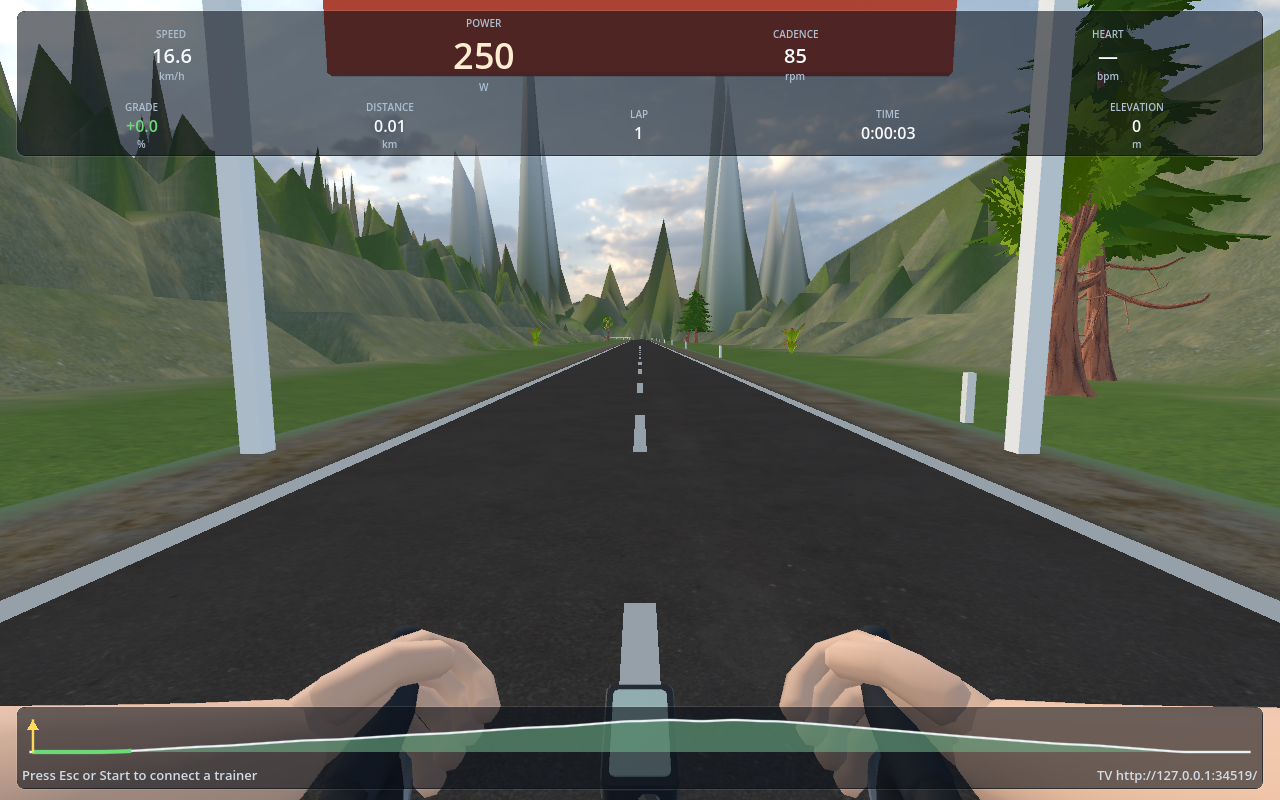 SPEED
16.6
km/h
POWER
250
W
CADENCE
85
rpm
HEART
—
bpm
GRADE
+0.0
%
DISTANCE
0.01
km
LAP
1
TIME
0:00:03
ELEVATION
0
m
Press Esc or Start to connect a trainer
TV http://127.0.0.1:34519/